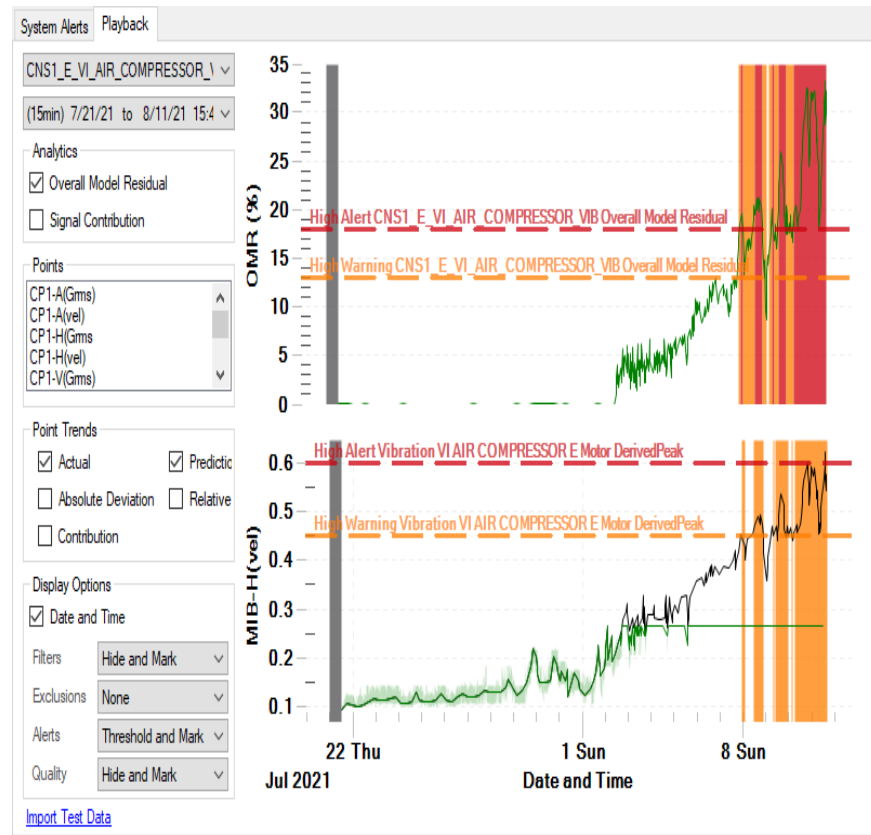 System Alerts
Playback
CNS1_E_VI_AIR_COMPRESSOR_\
(15min) 7/21/21 to 8/11/21 15:4
Analytics
Overall Model Residual
Signal Contribution
Points
CP1-A(Grms)
CP1-A(vel)
CP1-H(Grms
CP1-H(vel)
CP1-V(Grms)
Point Trends
Actual
Predictic
Absolute Deviation
Relative
Contribution
Display Options
Date and Time
Filters
Hide and Mark
Exclusions
None
Alerts
Threshold and Mark
Quality
Hide and Mark
Import Test Data
OMR (%)
35
30
25
20
15
10
5
0
High Alert CNS1_E_VI_AIR_COMPRESSOR_VIB Overall Model Residual
High Warning CNS1_E_VI_AIR_COMPRESSOR_VIB Overall Model Residual
MIB-H(vel)
0.6
0.5
0.4
0.3
0.2
0.1
High Alert Vibration VI AIR COMPRESSOR E Motor DerivedPeak
High Warning Vibration VI AIR COMPRESSOR E Motor DerivedPeak
22 Thu
1 Sun
8 Sun
Jul 2021
Date and Time